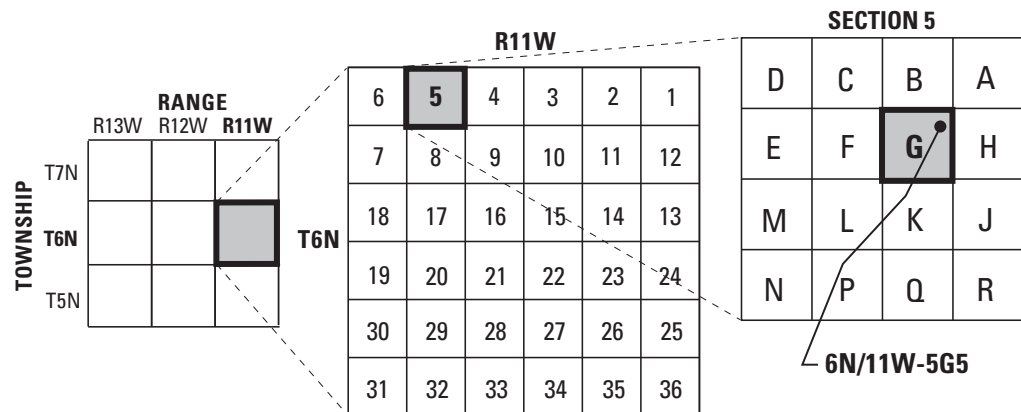 RANGE
R13W R12W R11W
TOWNSHIP
T7N
T6N
T5N
R11W
T6N
6 5 4 3 2 1
7 8 9 10 11 12
18 17 16 15 14 13
19 20 21 22 23 24
30 29 28 27 26 25
31 32 33 34 35 36
SECTION 5
D C B A
E F G H
M L K J
N P Q R
6N/11W-5G5